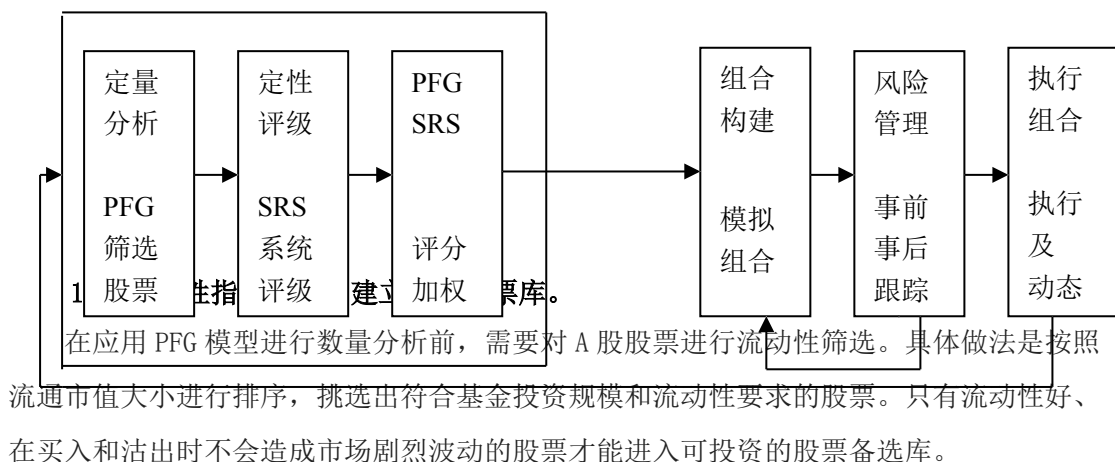 定量
分析
PFG
筛选
股票
定性
评级
SRS
系统
评级
PFG
SRS
评分
加权
组合
构建
模拟
组合
风险
管理
事前
事后
跟踪
执行
组合
执行
及
动态
1 性指 建立 票库。
在应用 PFG 模型进行数量分析前，需要对 A 股股票进行流动性筛选。具体做法是按照
流通市值大小进行排序，挑选出符合基金投资规模和流动性要求的股票。只有流动性好、
在买入和沽出时不会造成市场剧烈波动的股票才能进入可投资的股票备选库。